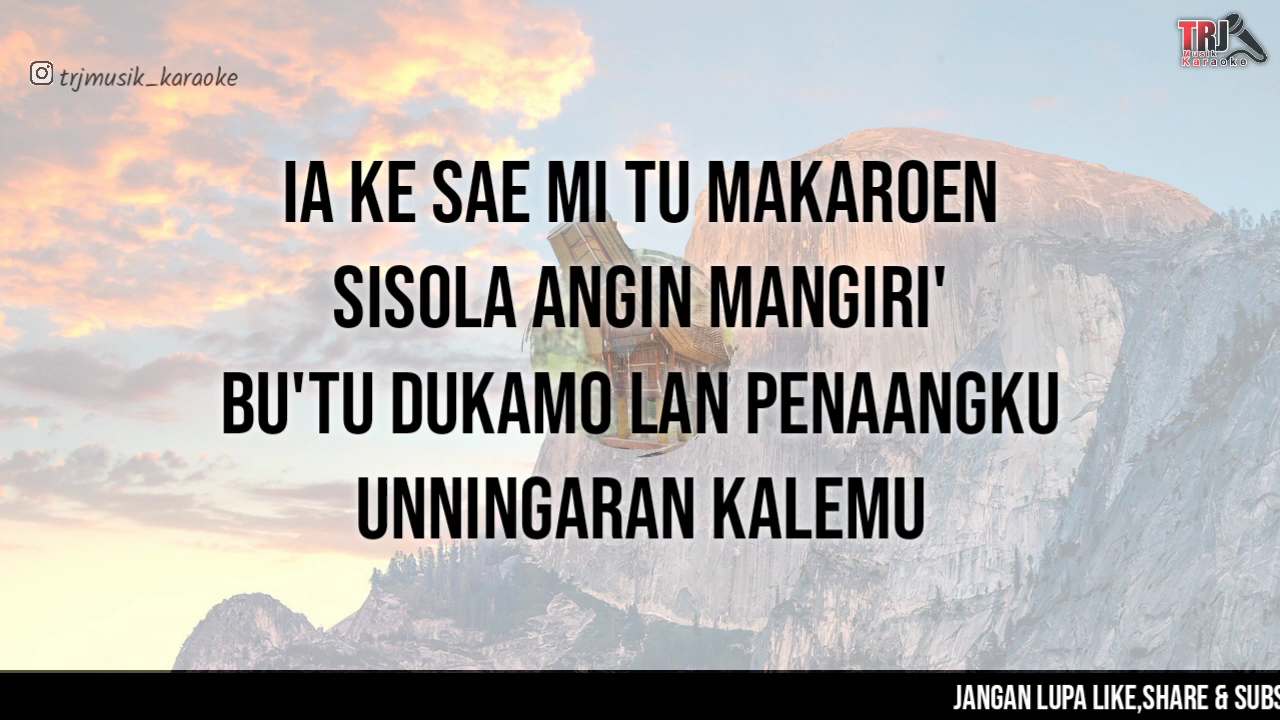 trjmusik_karaoke
TRJ
Musik
Karaoke
IA KE SAE MI TU MAKAROEN
SISOLA ANGIN MANGIRI'
BU'TU DUKAMO LAN PENAANGKU
UNNINGARAN KALEMU
JANGAN LUPA LIKE,SHARE & SUBS